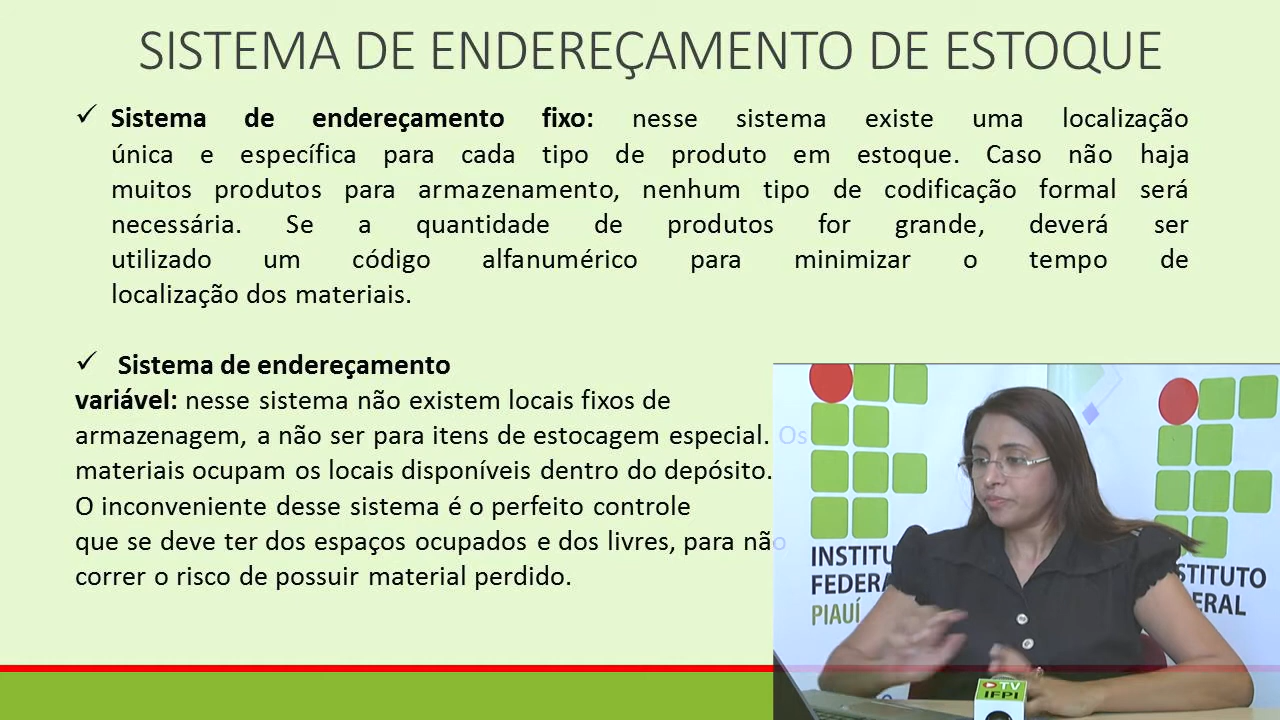 SISTEMA DE ENDEREÇAMENTO DE ESTOQUE
✓ Sistema de endereçamento fixo: nesse sistema existe uma localização
única e específica para cada tipo de produto em estoque. Caso não haja
muitos produtos para armazenamento, nenhum tipo de codificação formal será
necessária. Se a quantidade de produtos for grande, deverá ser
utilizado um código alfanumérico para minimizar o tempo de
localização dos materiais.
✓ Sistema de endereçamento
variável: nesse sistema não existem locais fixos de
armazenagem, a não ser para itens de estocagem especial. Os
materiais ocupam os locais disponíveis dentro do depósito.
O inconveniente desse sistema é o perfeito controle
que se deve ter dos espaços ocupados e dos livres, para não
correr o risco de possuir material perdido.
INSTITU
FEDERA
PIAUÍ
STITUTO
ERAL
TV
IFPI